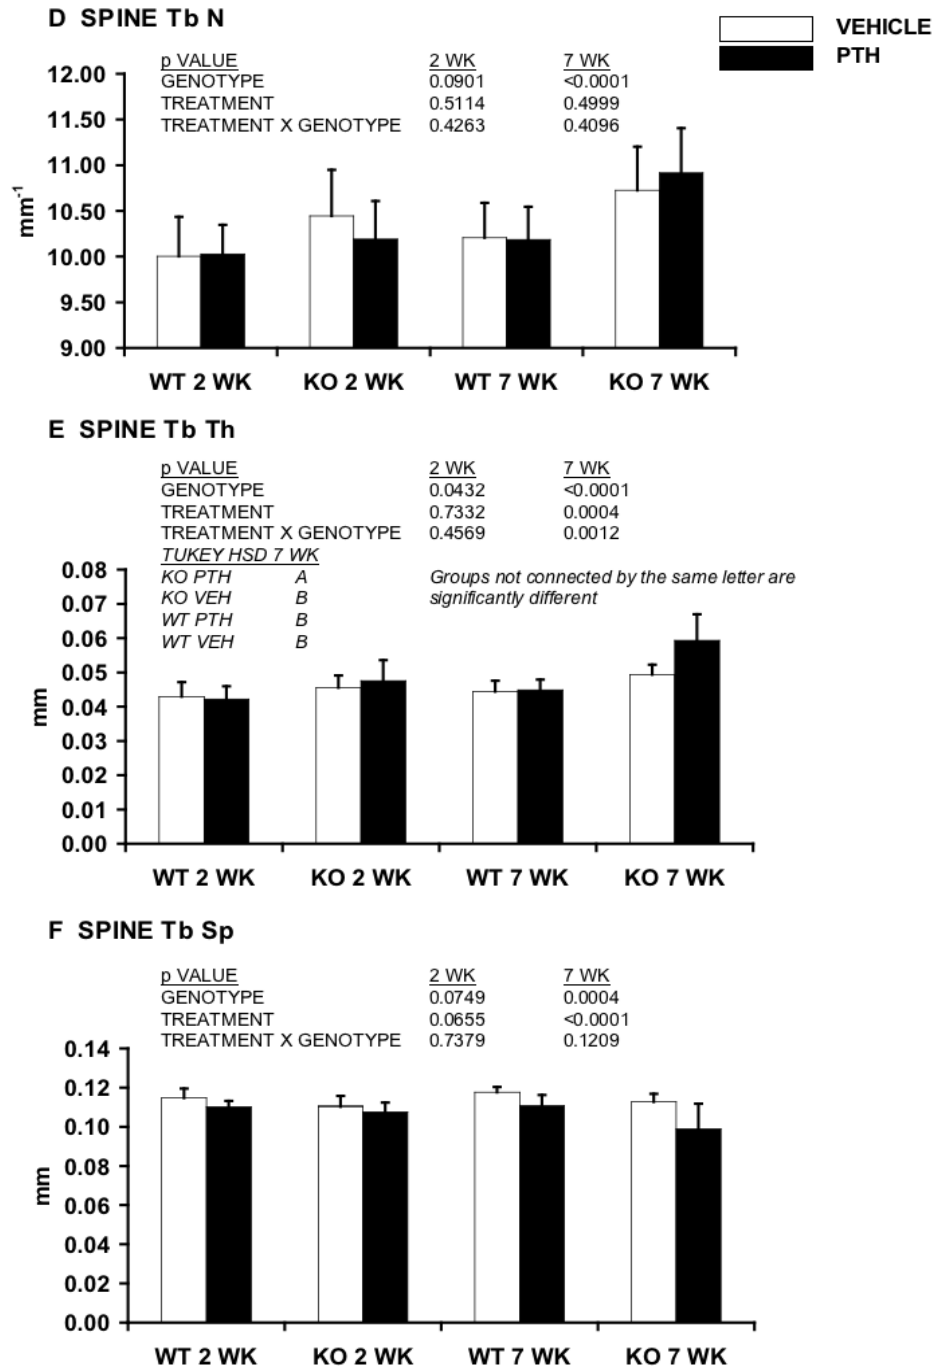 D SPINE Tb N
VEHICLE
PTH
p VALUE 2 WK 7 WK
GENOTYPE 0.0901 <0.0001
TREATMENT 0.5114 0.4999
TREATMENT X GENOTYPE 0.4263 0.4096
12.00
11.50
11.00
10.50
10.00
9.50
9.00
mm-1
WT 2 WK KO 2 WK WT 7 WK KO 7 WK
E SPINE Tb Th
p VALUE 2 WK 7 WK
GENOTYPE 0.0432 <0.0001
TREATMENT 0.7332 0.0004
TREATMENT X GENOTYPE 0.4569 0.0012
TUKEY HSD 7 WK
KO PTH A
KO VEH B
WT PTH B
WT VEH B
Groups not connected by the same letter are
significantly different
0.08
0.07
0.06
0.05
0.04
0.03
0.02
0.01
0.00
mm
WT 2 WK KO 2 WK WT 7 WK KO 7 WK
F SPINE Tb Sp
p VALUE 2 WK 7 WK
GENOTYPE 0.0749 0.0004
TREATMENT 0.0655 <0.0001
TREATMENT X GENOTYPE 0.7379 0.1209
0.14
0.12
0.10
0.08
0.06
0.04
0.02
0.00
mm
WT 2 WK KO 2 WK WT 7 WK KO 7 WK